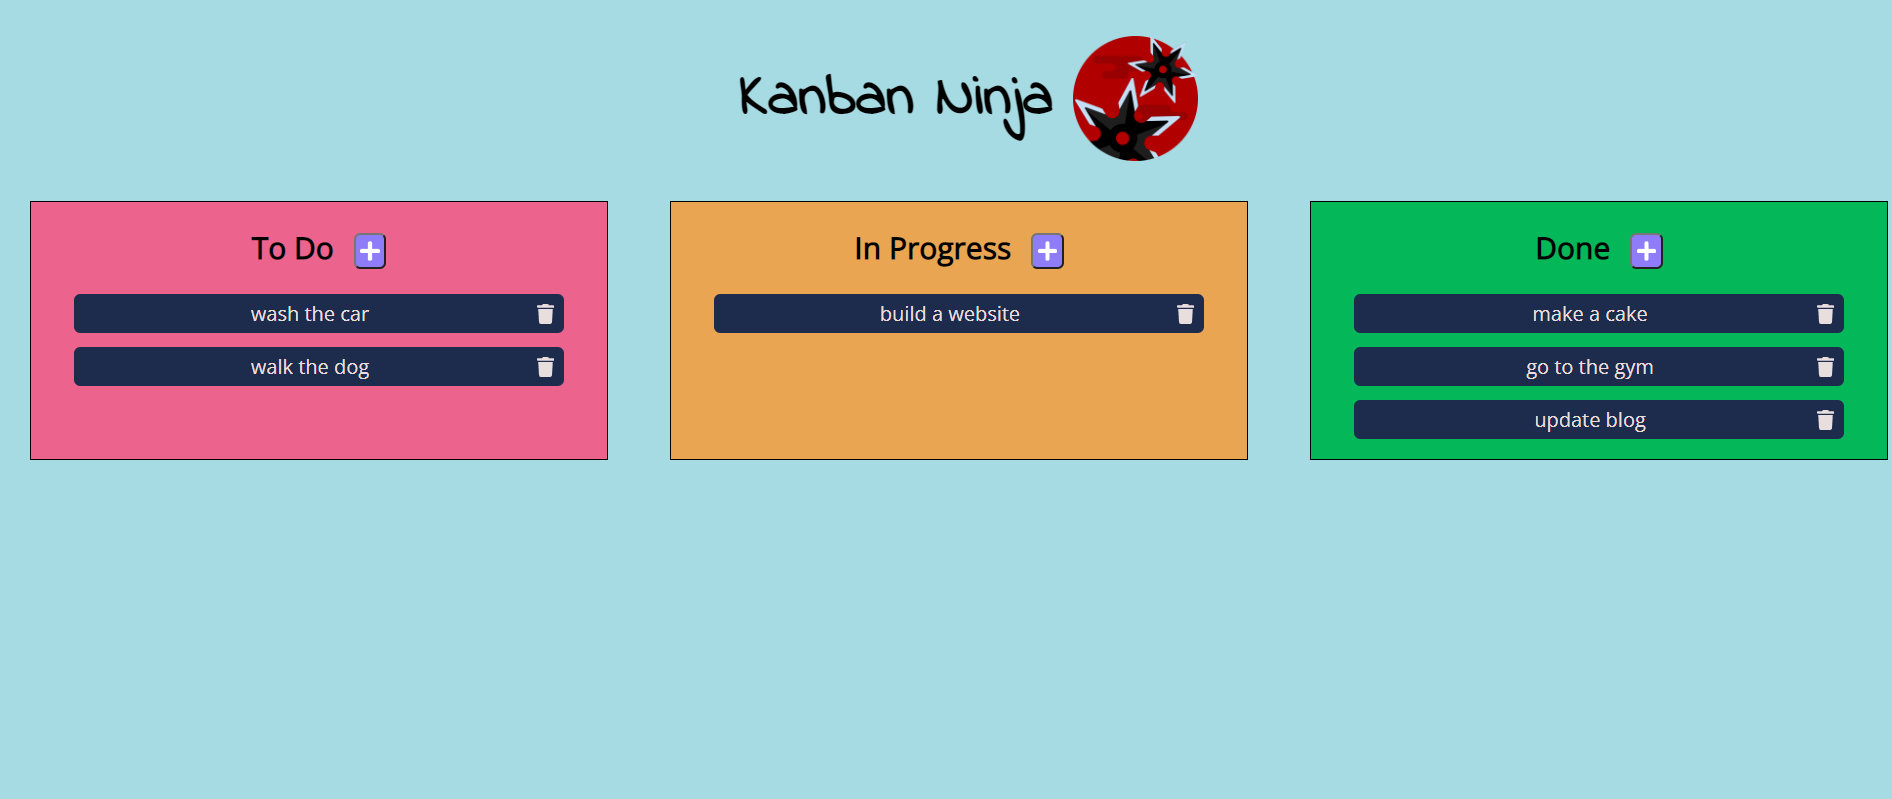 Kanban Ninja
To Do
wash the car
walk the dog
In Progress
build a website
Done
make a cake
go to the gym
update blog